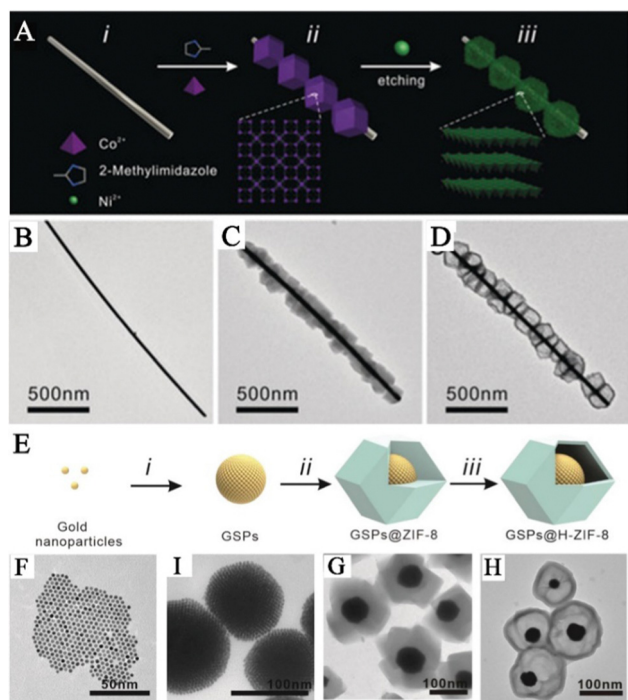 A
i
ii
iii
etching
Co²⁺
2-Methylimidazole
Ni²⁺
B
C
D
500nm
500nm
500nm
E
i
ii
iii
Gold
nanoparticles
GSPs
GSPs@ZIF-8
GSPs@H-ZIF-8
F
I
G
H
50nm
100nm
100nm
100nm